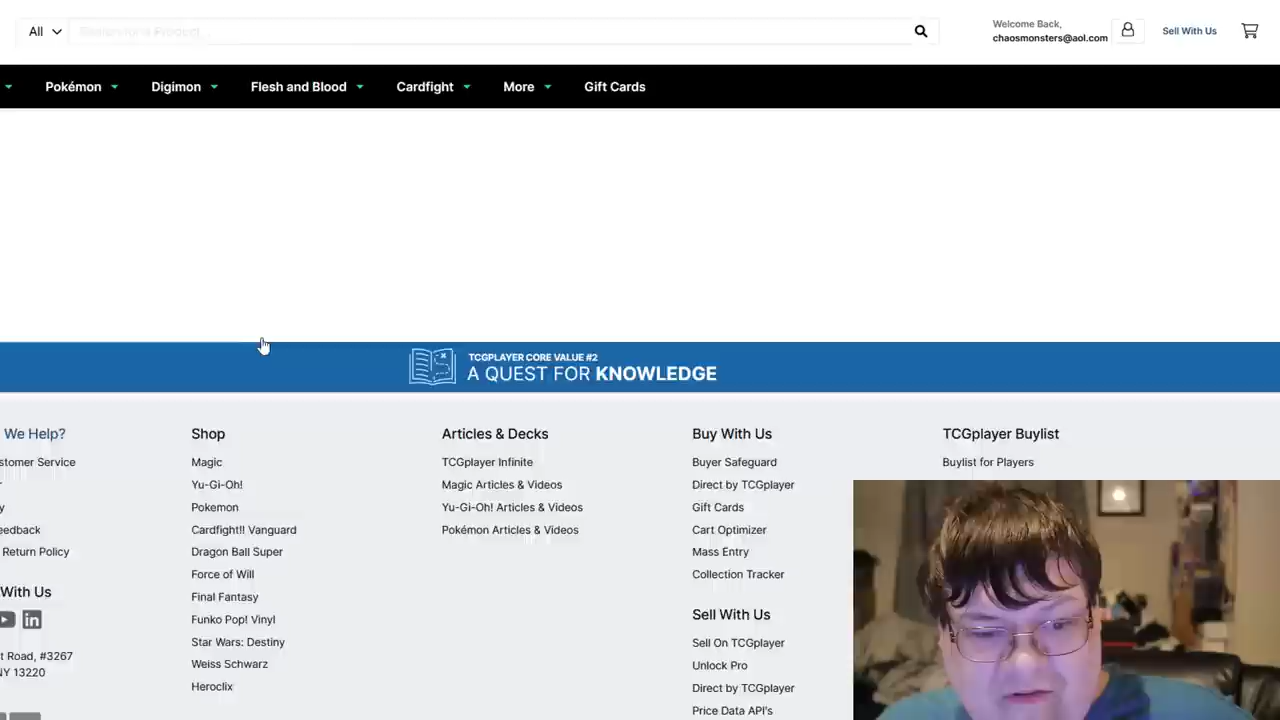 All
Welcome Back,
chaosmonsters@aol.com
Sell With Us
Pokémon
Digimon
Flesh and Blood
Cardfight
More
Gift Cards
TCGPLAYER CORE VALUE #2
A QUEST FOR KNOWLEDGE
We Help?
stomer Service
r
y
eedback
Return Policy
With Us
t Road, #3267
NY 13220
Shop
Magic
Yu-Gi-Oh!
Pokemon
Cardfight!! Vanguard
Dragon Ball Super
Force of Will
Final Fantasy
Funko Pop! Vinyl
Star Wars: Destiny
Weiss Schwarz
Heroclix
Articles & Decks
TCGplayer Infinite
Magic Articles & Videos
Yu-Gi-Oh! Articles & Videos
Pokémon Articles & Videos
Buy With Us
Buyer Safeguard
Direct by TCGplayer
Gift Cards
Cart Optimizer
Mass Entry
Collection Tracker
Sell With Us
Sell On TCGplayer
Unlock Pro
Direct by TCGplayer
Price Data API's
TCGplayer Buylist
Buylist for Players